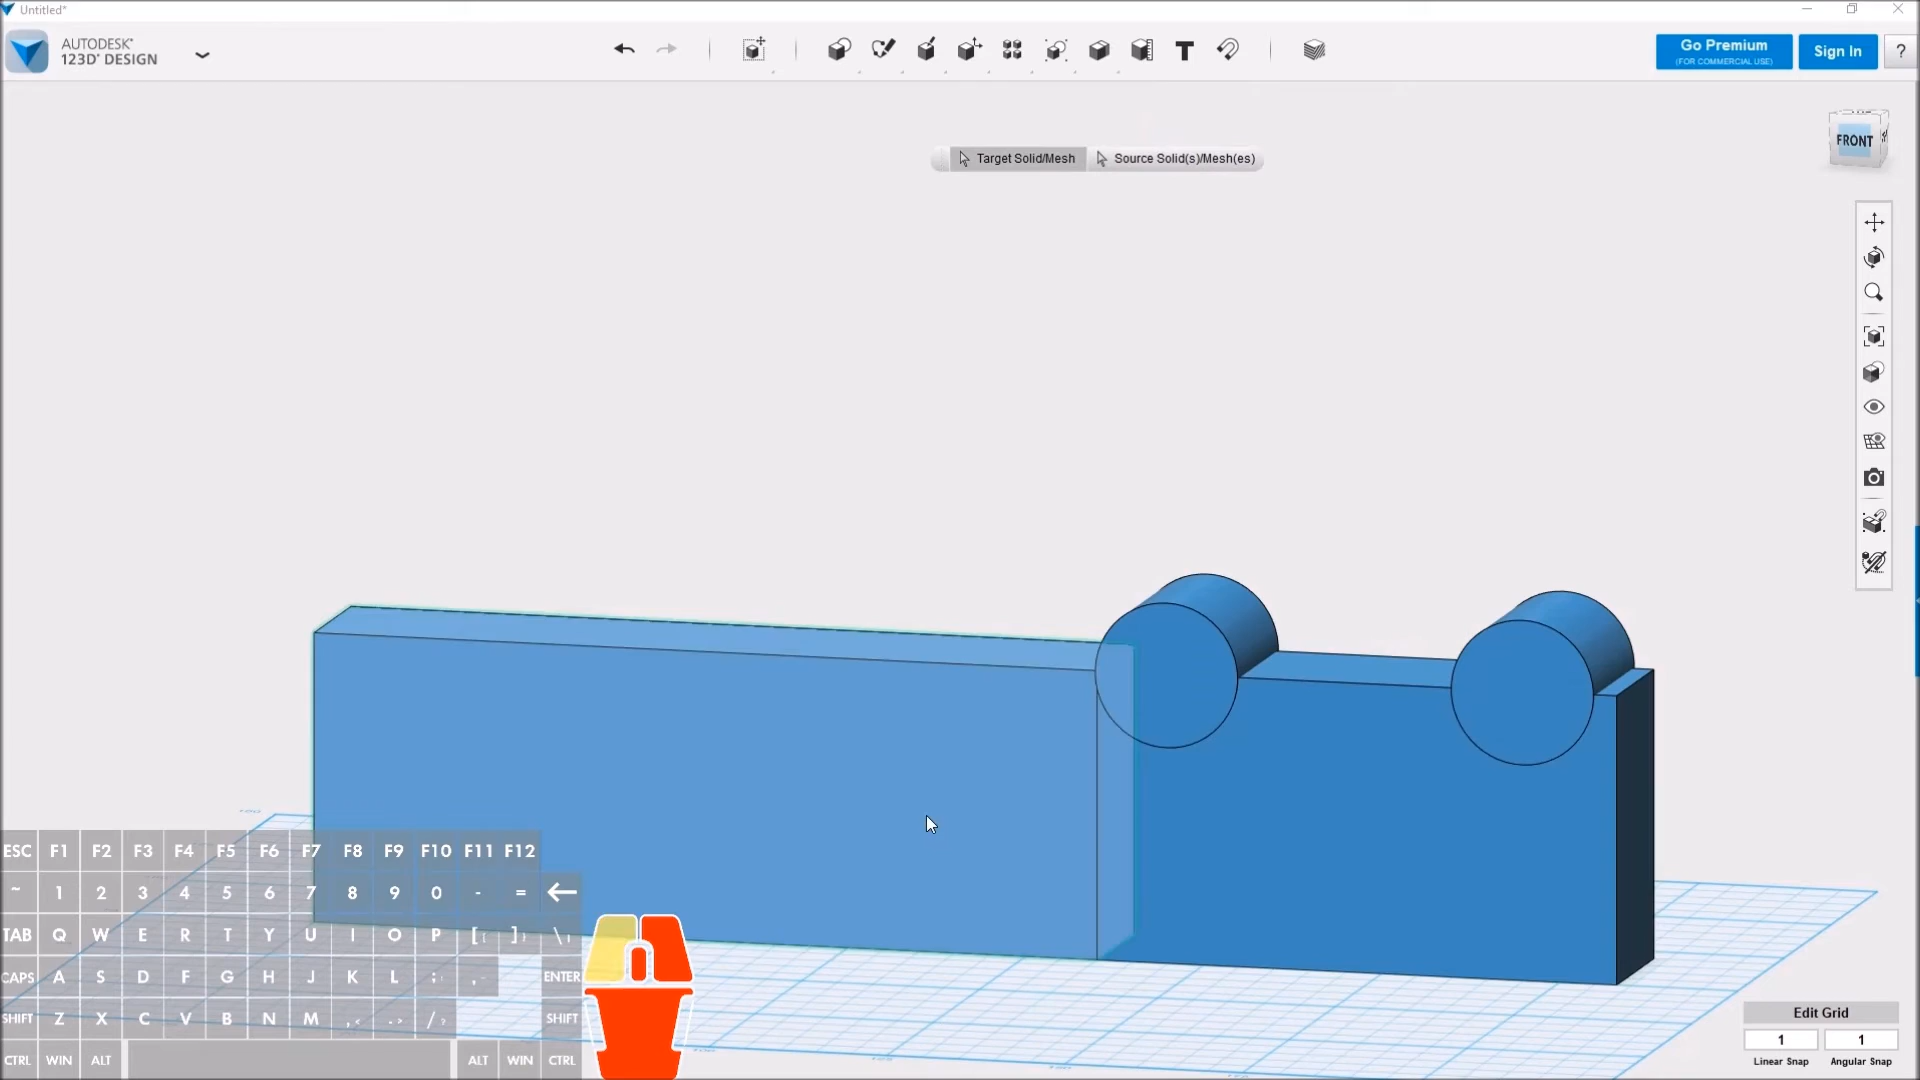 Untitled*
AUTODESK®
123D® DESIGN
T
Go Premium
(FOR COMMERCIAL USE)
Sign In
?
Target Solid/Mesh
Source Solid(s)/Mesh(es)
FRONT
ESC F1 F2 F3 F4 F5 F6 F7 F8 F9 F10 F11 F12
~ 1 2 3 4 5 6 7 8 9 0 - =
TAB Q W E R T Y U I O P [{ ]} \|
CAPS A S D F G H J K L ;: ENTER
SHIFT Z X C V B N M ,< .> /? SHIFT
CTRL WIN ALT ALT WIN CTRL
Edit Grid
1 1
Linear Snap Angular Snap